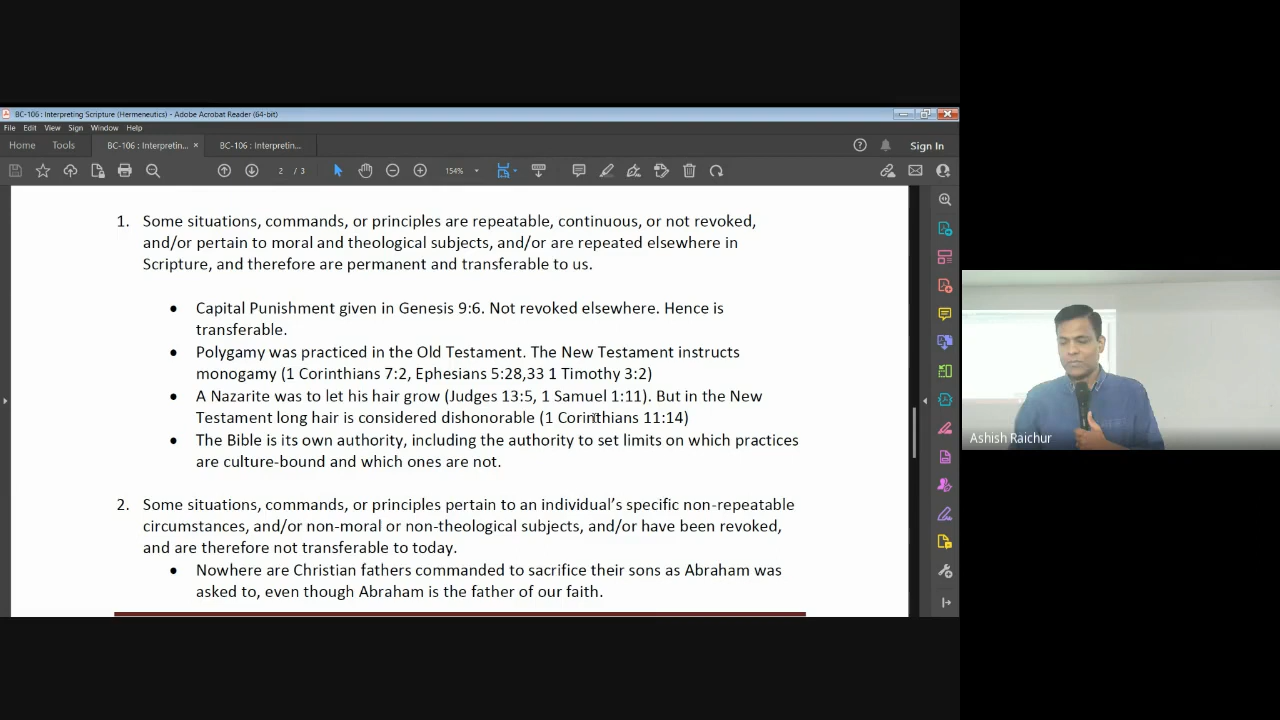 BC-106 : Interpreting Scripture (Hermeneutics) - Adobe Acrobat Reader (64-bit)
File Edit View Sign Window Help
Home Tools BC-106 : Interpretin... × BC-106 : Interpretin... Sign In
2 / 3 154%
1. Some situations, commands, or principles are repeatable, continuous, or not revoked,
and/or pertain to moral and theological subjects, and/or are repeated elsewhere in
Scripture, and therefore are permanent and transferable to us.
• Capital Punishment given in Genesis 9:6. Not revoked elsewhere. Hence is
transferable.
• Polygamy was practiced in the Old Testament. The New Testament instructs
monogamy (1 Corinthians 7:2, Ephesians 5:28,33 1 Timothy 3:2)
• A Nazarite was to let his hair grow (Judges 13:5, 1 Samuel 1:11). But in the New
Testament long hair is considered dishonorable (1 Corinthians 11:14)
• The Bible is its own authority, including the authority to set limits on which practices
are culture-bound and which ones are not.
2. Some situations, commands, or principles pertain to an individual's specific non-repeatable
circumstances, and/or non-moral or non-theological subjects, and/or have been revoked,
and are therefore not transferable to today.
• Nowhere are Christian fathers commanded to sacrifice their sons as Abraham was
asked to, even though Abraham is the father of our faith.
Ashish Raichur